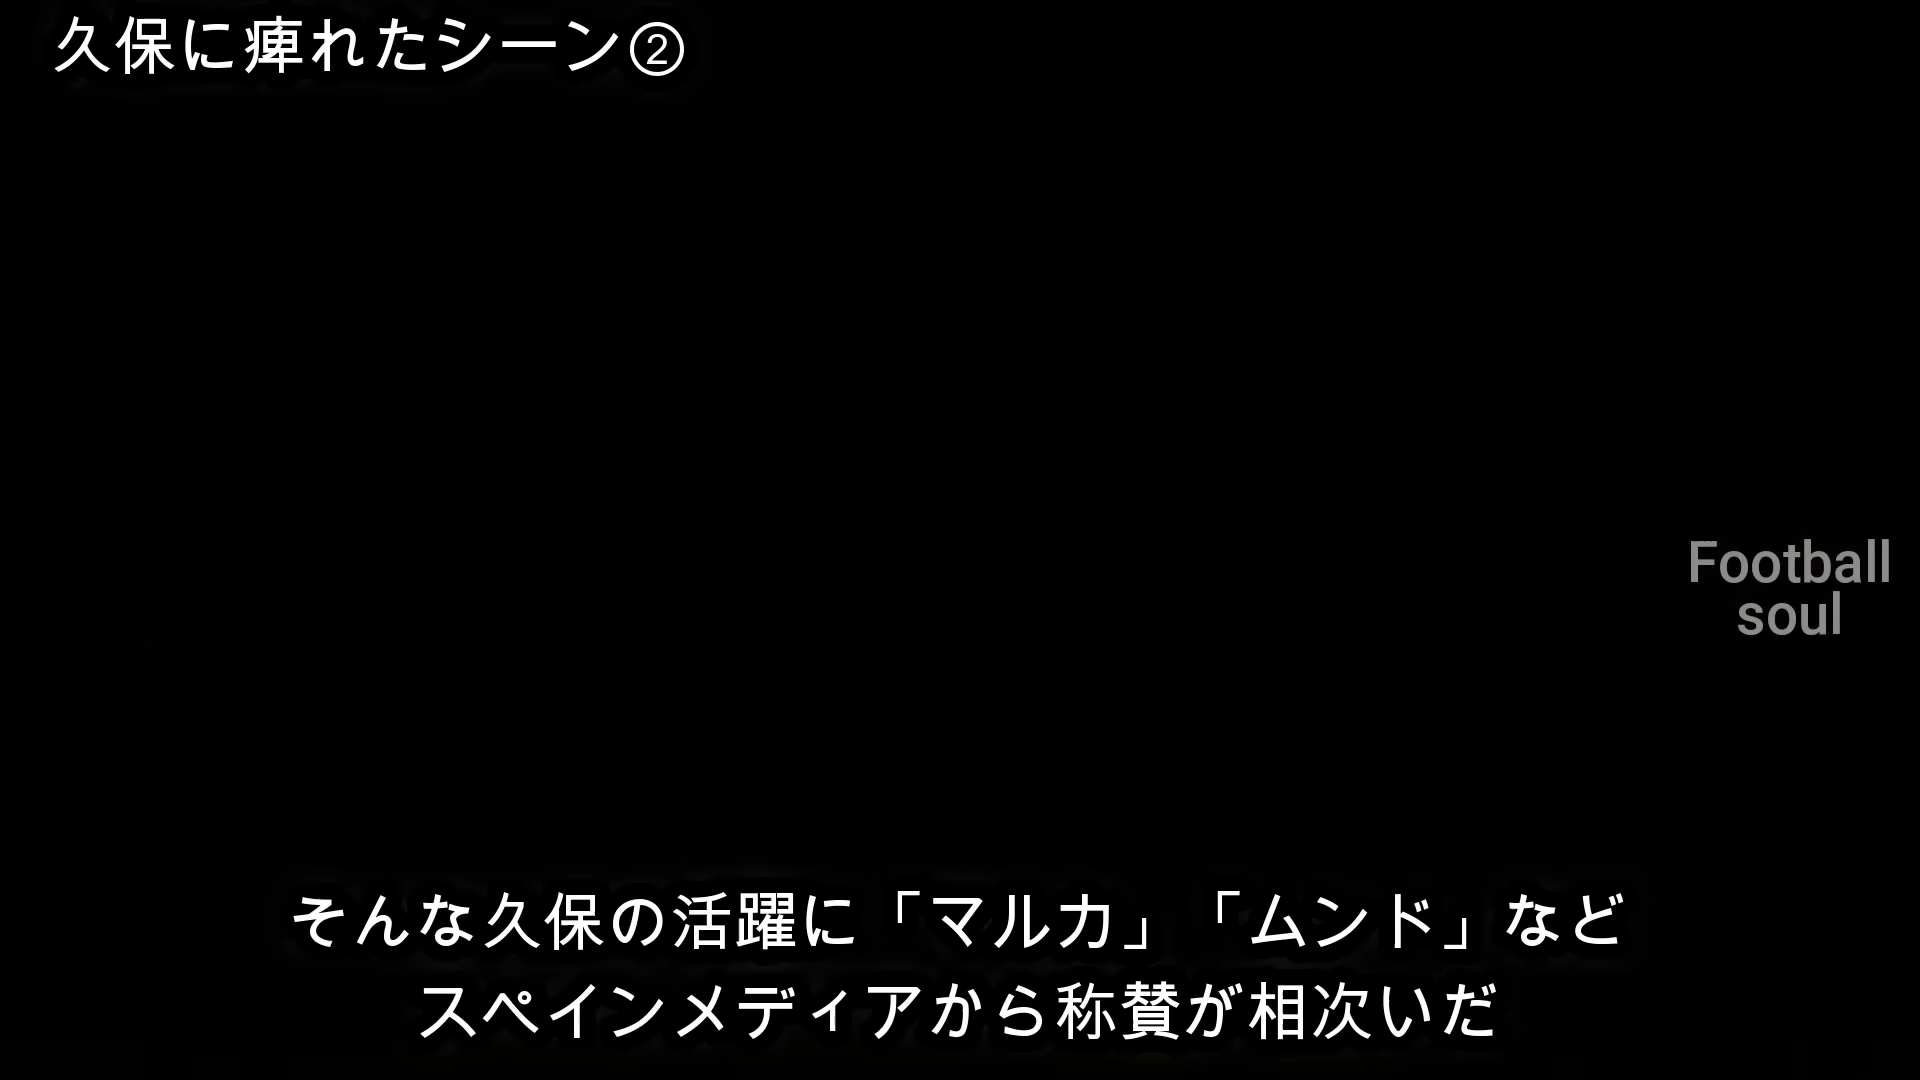 久保に痺れたシーン②
Football
soul
そんな久保の活躍に「マルカ」「ムンド」など
スペインメディアから称賛が相次いだ